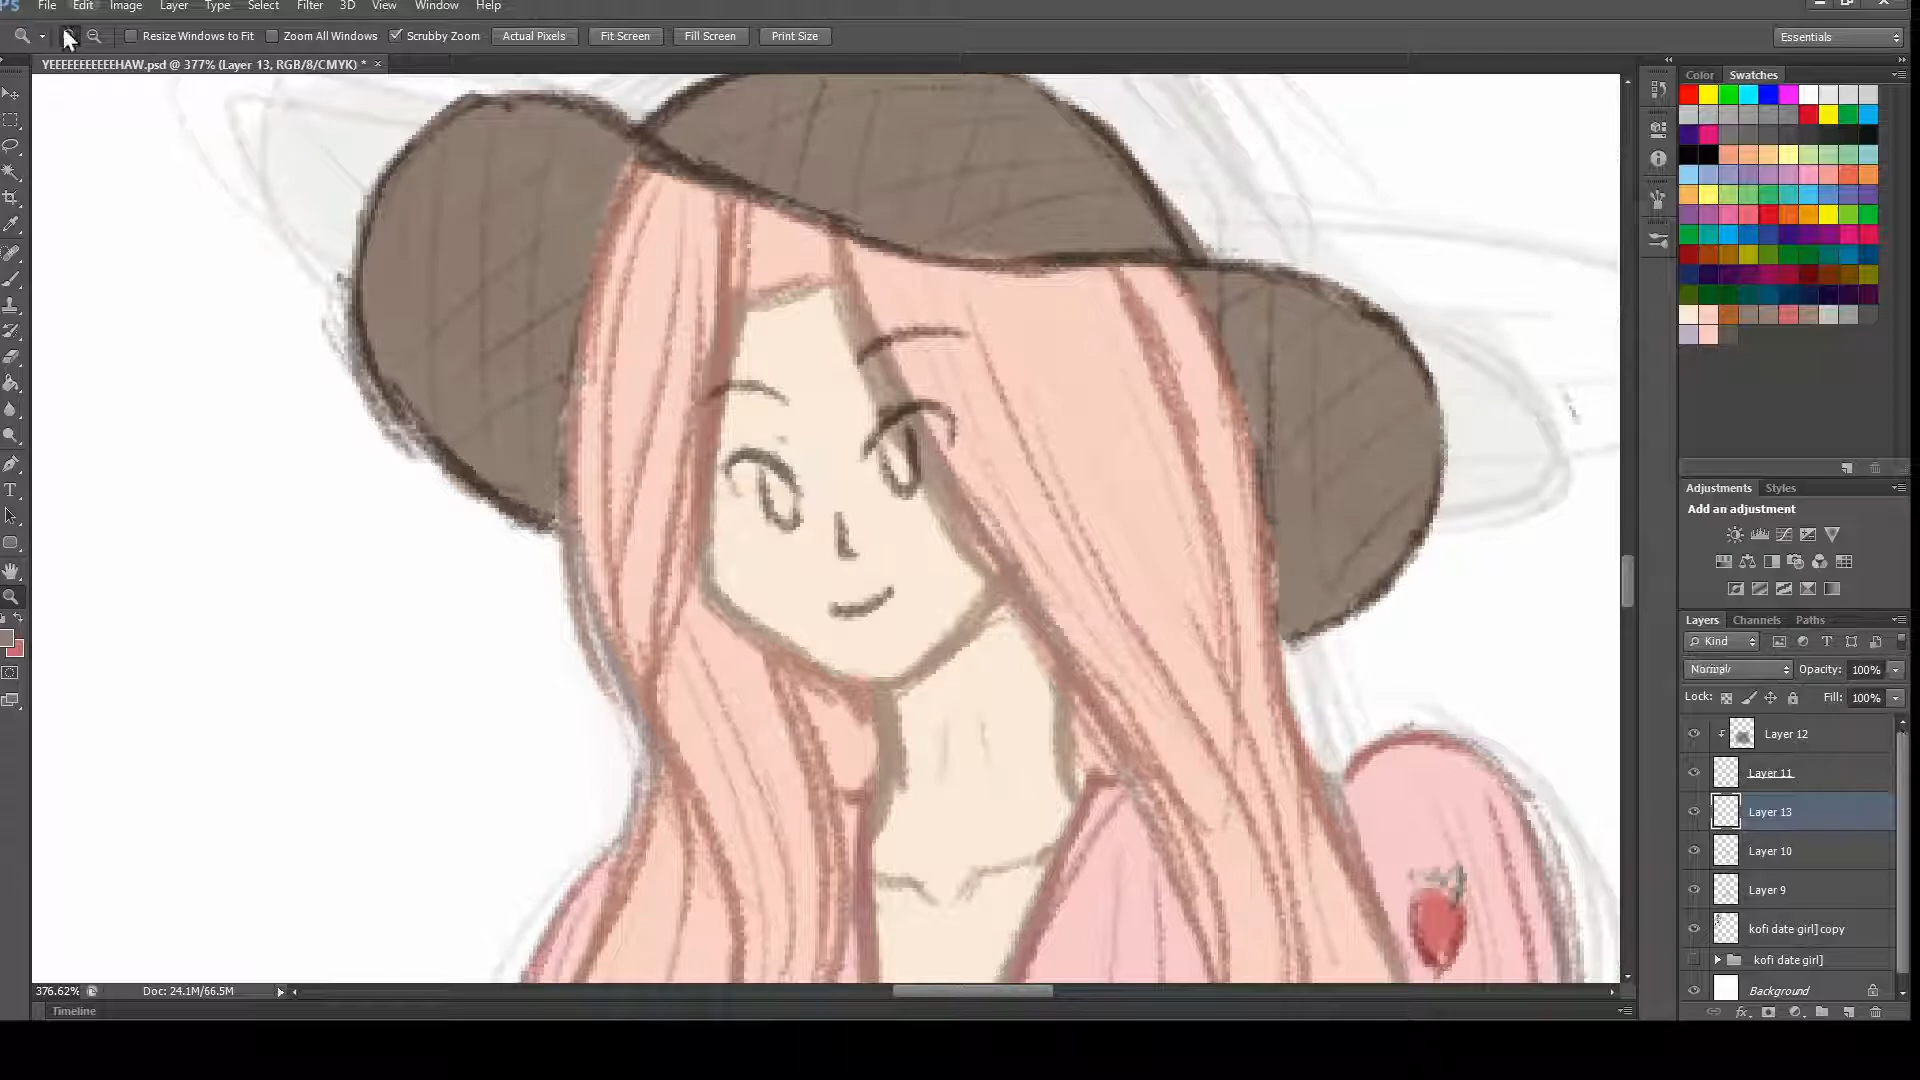 Ps File Edit Image Layer Type Select Filter 3D View Window Help
Resize Windows to Fit Zoom All Windows Scrubby Zoom Actual Pixels Fit Screen Fill Screen Print Size Essentials
YEEEEEEEEEEEHAW.psd @ 377% (Layer 13, RGB/8/CMYK) * ×
Color Swatches
Adjustments Styles
Add an adjustment
Layers Channels Paths
Kind
Normal Opacity: 100%
Lock: Fill: 100%
Layer 12
Layer 11
Layer 13
Layer 10
Layer 9
kofi date girl] copy
kofi date girl]
Background
376.62% Doc: 24.1M/66.5M
fx
Timeline